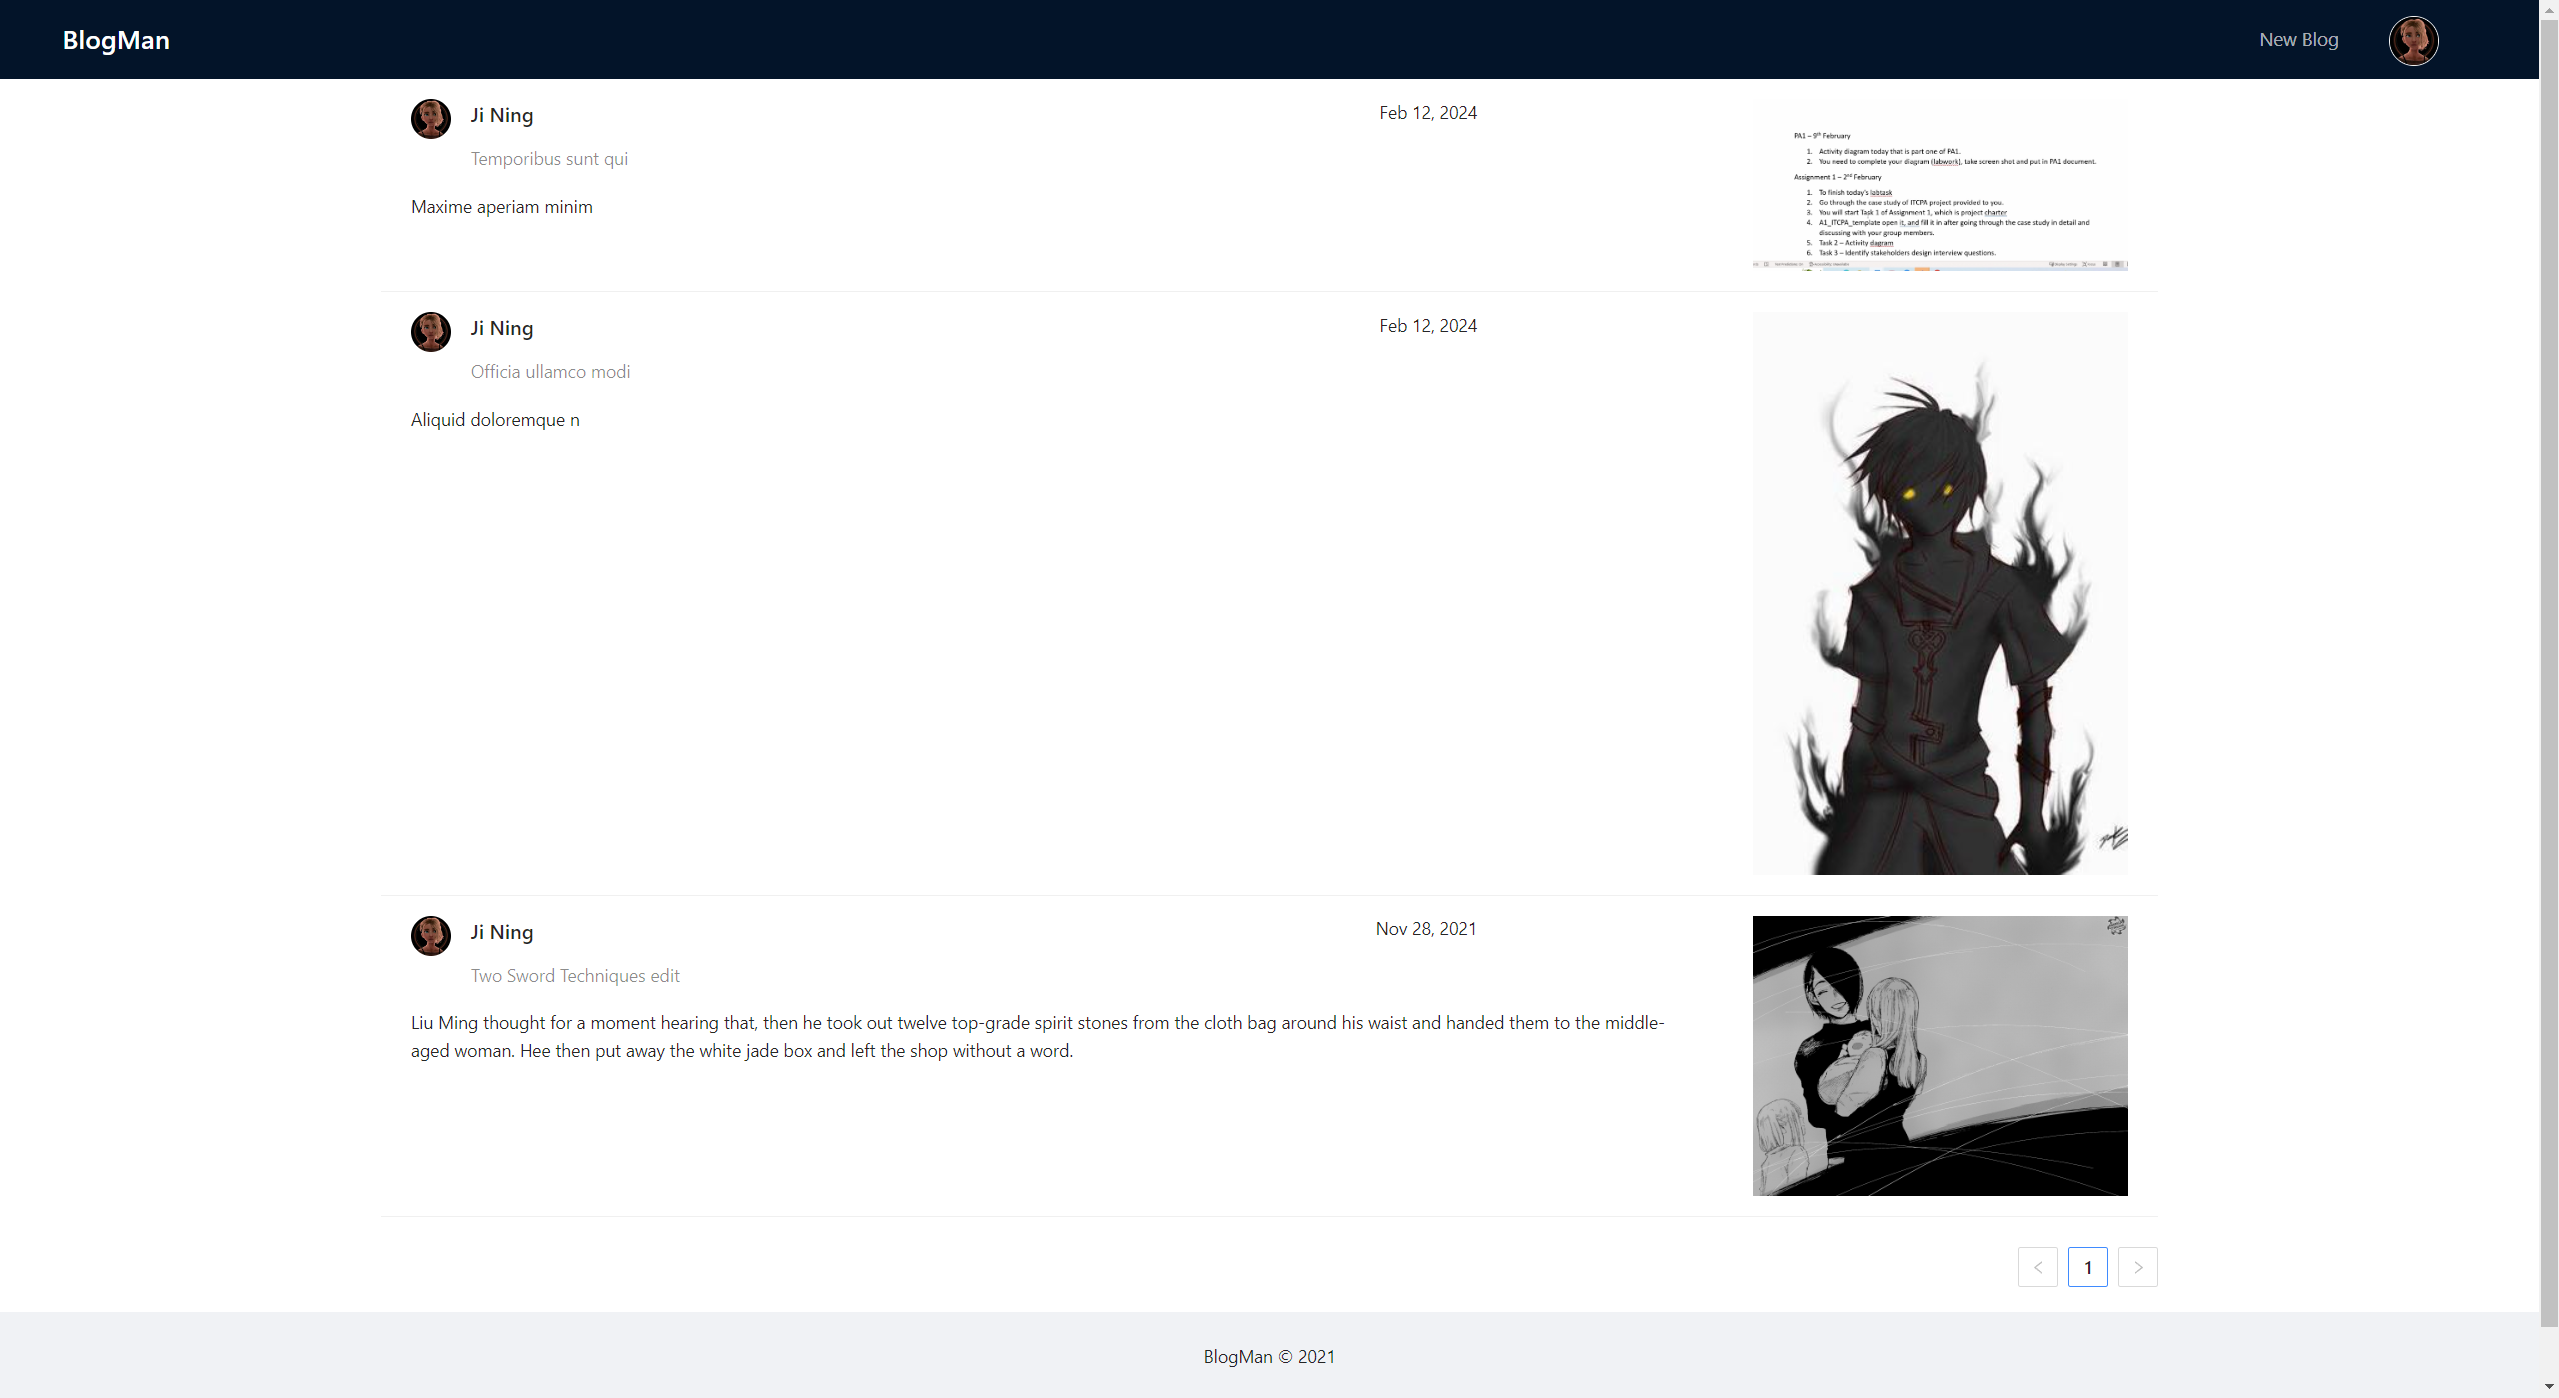 BlogMan
New Blog
Ji Ning
Feb 12, 2024
Temporibus sunt qui
Maxime aperiam minim
PA1 – 9th February
1. Activity diagram today that is part one of PA1.
2. You need to complete your diagram (labwork), take screen shot and put in PA1 document.
Assignment 1 – 2nd February
1. To finish today's labtask
2. Go through the case study of ITCPA project provided to you.
3. You will start Task 1 of Assignment 1, which is project charter
4. A1_ITCPA_template open it, and fill it in after going through the case study in detail and
discussing with your group members.
5. Task 2 – Activity dagram
6. Task 3 – Identify stakeholders design interview questions.
Ji Ning
Feb 12, 2024
Officia ullamco modi
Aliquid doloremque n
Ji Ning
Nov 28, 2021
Two Sword Techniques edit
Liu Ming thought for a moment hearing that, then he took out twelve top-grade spirit stones from the cloth bag around his waist and handed them to the middle-
aged woman. Hee then put away the white jade box and left the shop without a word.
1
BlogMan © 2021